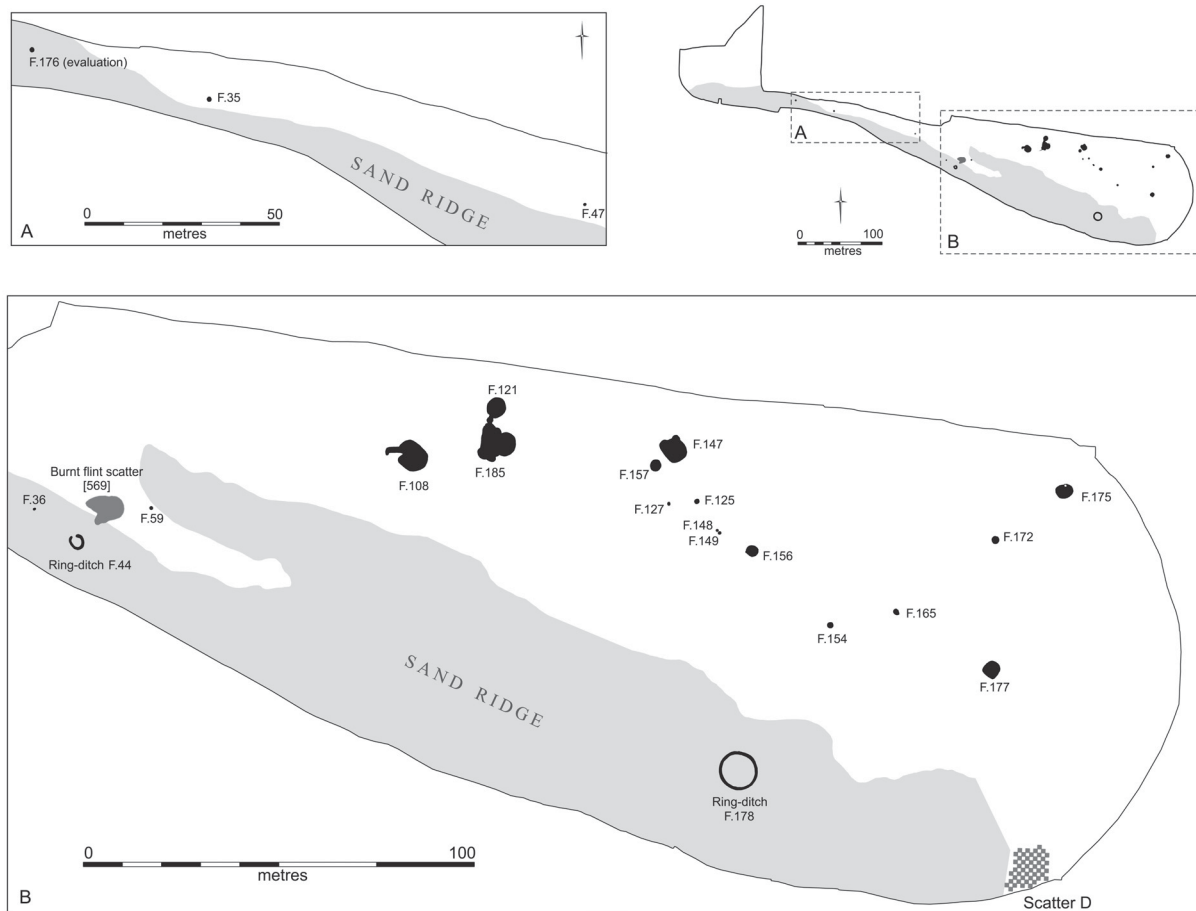 F.176 (evaluation)
F.35
SAND RIDGE
F.47
0 50
metres
A
A
B
0 100
metres
F.121
F.185
F.108
F.147
F.157
F.127
F.125
F.148
F.149
F.156
F.175
F.172
F.165
F.154
F.177
Burnt flint scatter
[569]
F.36
F.59
Ring-ditch F.44
SAND RIDGE
Ring-ditch
F.178
0 100
metres
B
Scatter D